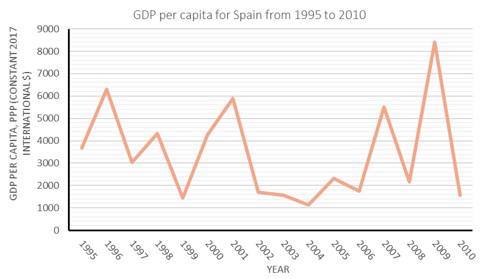 GDP per capita for Spain from 1995 to 2010
GDP PER CAPITA, PPP (CONSTANT 2017
INTERNATIONAL$)
9000
8000
7000
6000
5000
4000
3000
2000
1000
0
1995 1996 1997 1998 1999 2000 2001 2002 2003 2004 2005 2006 2007 2008 2009 2010
YEAR